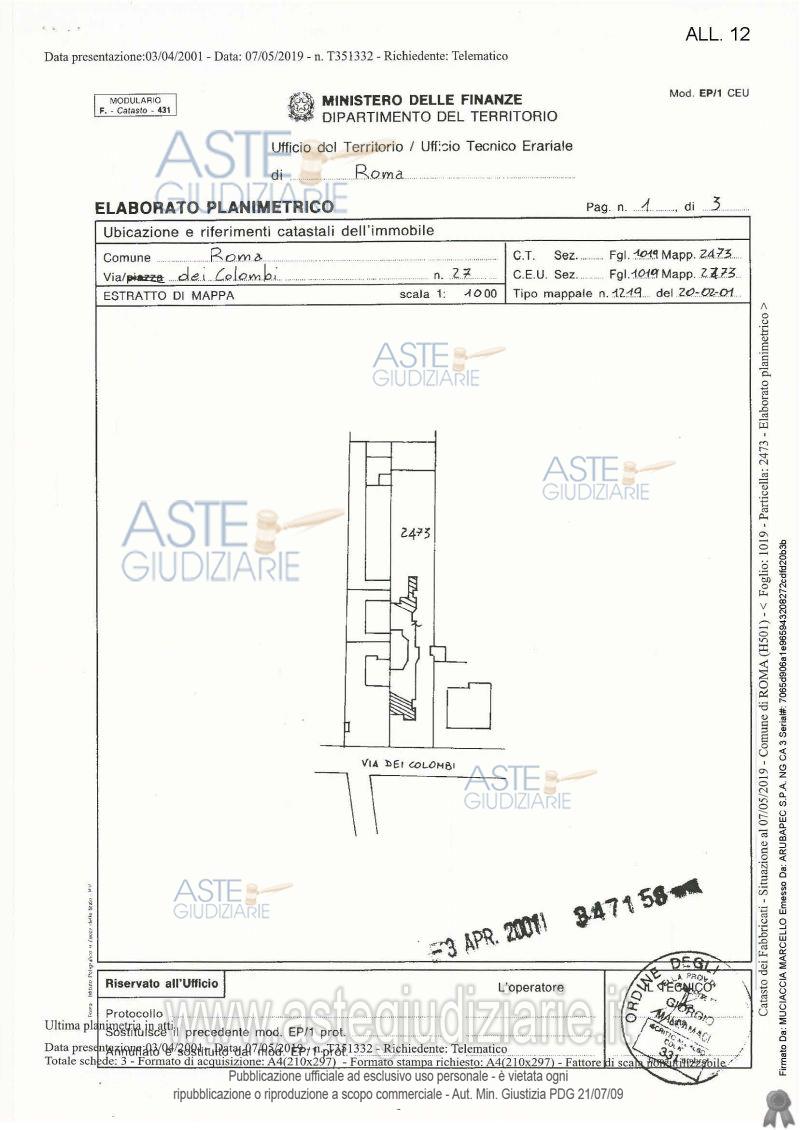 ALL. 12
Data presentazione:03/04/2001 - Data: 07/05/2019 - n. T351332 - Richiedente: Telematico
MODULARIO
F. - Catasto - 431
MINISTERO DELLE FINANZE
DIPARTIMENTO DEL TERRITORIO
Mod. EP/1 CEU
Ufficio del Territorio / Ufficio Tecnico Erariale
di Roma
ELABORATO PLANIMETRICO
Pag. n. 1, di 3
Ubicazione e riferimenti catastali dell'immobile
Comune Roma
C.T. Sez. Fgl. 1019 Mapp. 2473
Via/piazza dei Colombi n. 27
C.E.U. Sez. Fgl. 1019 Mapp. 2473
ESTRATTO DI MAPPA scala 1: 1000
Tipo mappale n. 1219 del 20-02-01
ASTE
GIUDIZIARIE
ASTE
GIUDIZIARIE
ASTE
GIUDIZIARIE
ASTE
GIUDIZIARIE
2473
VIA DEI COLOMBI
ASTE
GIUDIZIARIE
ASTE
GIUDIZIARIE
3 APR. 2001
Riservato all'Ufficio
L'operatore
IL TECNICO
ORDINE DEGLI
GIORGIO
Protocollo
www.astegiudiziarie.it
Ultima planimetria in atti
Sostituisce il precedente mod. EP/1 prot.
Annullato e sostituito dal mod. EP/1 prot.
Data presentazione:03/04/2001 - Data: 07/05/2019 - n. T351332 - Richiedente: Telematico
Totale schede: 3 - Formato di acquisizione: A4(210x297) - Formato stampa richiesto: A4(210x297) - Fattore di scala non utilizzabile
Pubblicazione ufficiale ad esclusivo uso personale - è vietata ogni
ripubblicazione o riproduzione a scopo commerciale - Aut. Min. Giustizia PDG 21/07/09
Catasto dei Fabbricati - Situazione al 07/05/2019 - Comune di ROMA (H501) - < Foglio: 1019 - Particella: 2473 - Elaborato planimetrico >
Firmato Da: MUCIACCIA MARCELLO Emesso Da: ARUBAPEC S.P.A. NG CA 3 Serial#: 7065d906a1e965943208272cdfd20b3b